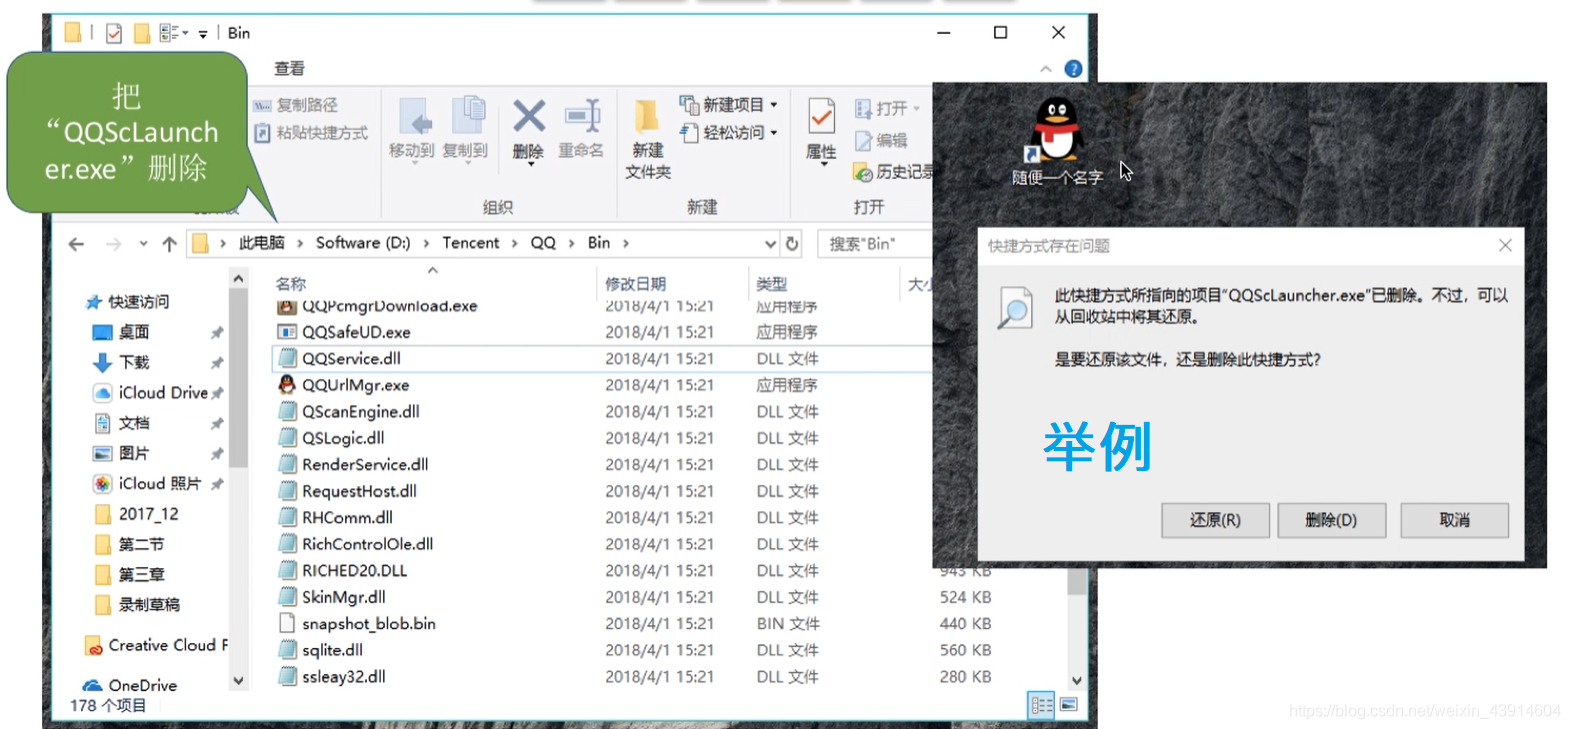 Bin
查看
把
“QQScLaunch
er.exe”删除
复制路径
粘贴快捷方式
移动到
复制到
删除
重命名
新建
文件夹
新建项目
轻松访问
属性
打开
编辑
历史记录
组织
新建
打开
此电脑 > Software (D:) > Tencent > QQ > Bin >
搜索"Bin"
快速访问
桌面
下载
iCloud Drive
文档
图片
iCloud 照片
2017_12
第二节
第三章
录制草稿
Creative Cloud F
OneDrive
178 个项目
名称 修改日期 类型 大小
QQPcmgrDownload.exe 2018/4/1 15:21 应用程序
QQSafeUD.exe 2018/4/1 15:21 应用程序
QQService.dll 2018/4/1 15:21 DLL 文件
QQUrlMgr.exe 2018/4/1 15:21 应用程序
QScanEngine.dll 2018/4/1 15:21 DLL 文件
QSLogic.dll 2018/4/1 15:21 DLL 文件
RenderService.dll 2018/4/1 15:21 DLL 文件
RequestHost.dll 2018/4/1 15:21 DLL 文件
RHComm.dll 2018/4/1 15:21 DLL 文件
RichControlOle.dll 2018/4/1 15:21 DLL 文件
RICHED20.DLL 2018/4/1 15:21 DLL 文件 943 KB
SkinMgr.dll 2018/4/1 15:21 DLL 文件 524 KB
snapshot_blob.bin 2018/4/1 15:21 BIN 文件 440 KB
sqlite.dll 2018/4/1 15:21 DLL 文件 560 KB
ssleay32.dll 2018/4/1 15:21 DLL 文件 280 KB
随便一个名字
快捷方式存在问题
此快捷方式所指向的项目"QQScLauncher.exe"已删除。不过，可以
从回收站中将其还原。
是要还原该文件，还是删除此快捷方式?
举例
还原(R)
删除(D)
取消
https://blog.csdn.net/weixin_43914604